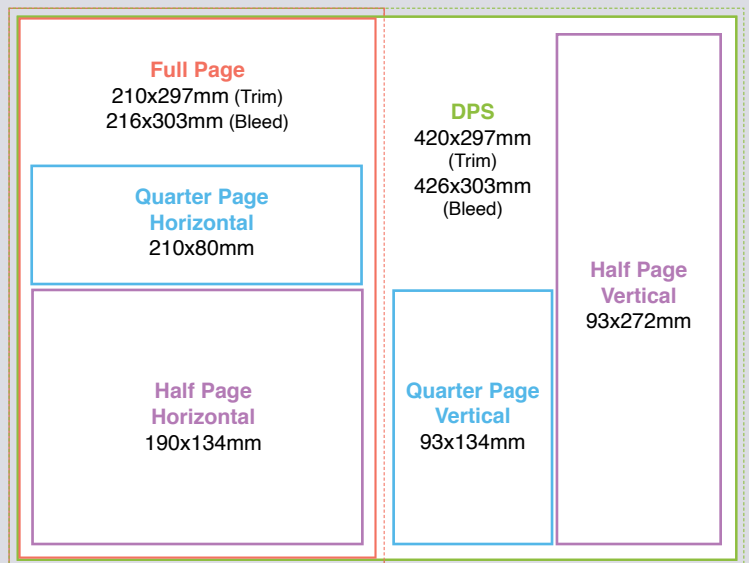 Full Page
210x297mm (Trim)
216x303mm (Bleed)
Quarter Page
Horizontal
210x80mm
Half Page
Horizontal
190x134mm
DPS
420x297mm
(Trim)
426x303mm
(Bleed)
Quarter Page
Vertical
93x134mm
Half Page
Vertical
93x272mm